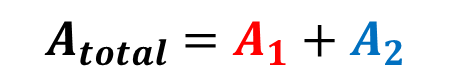 A_total = A_1 + A_2